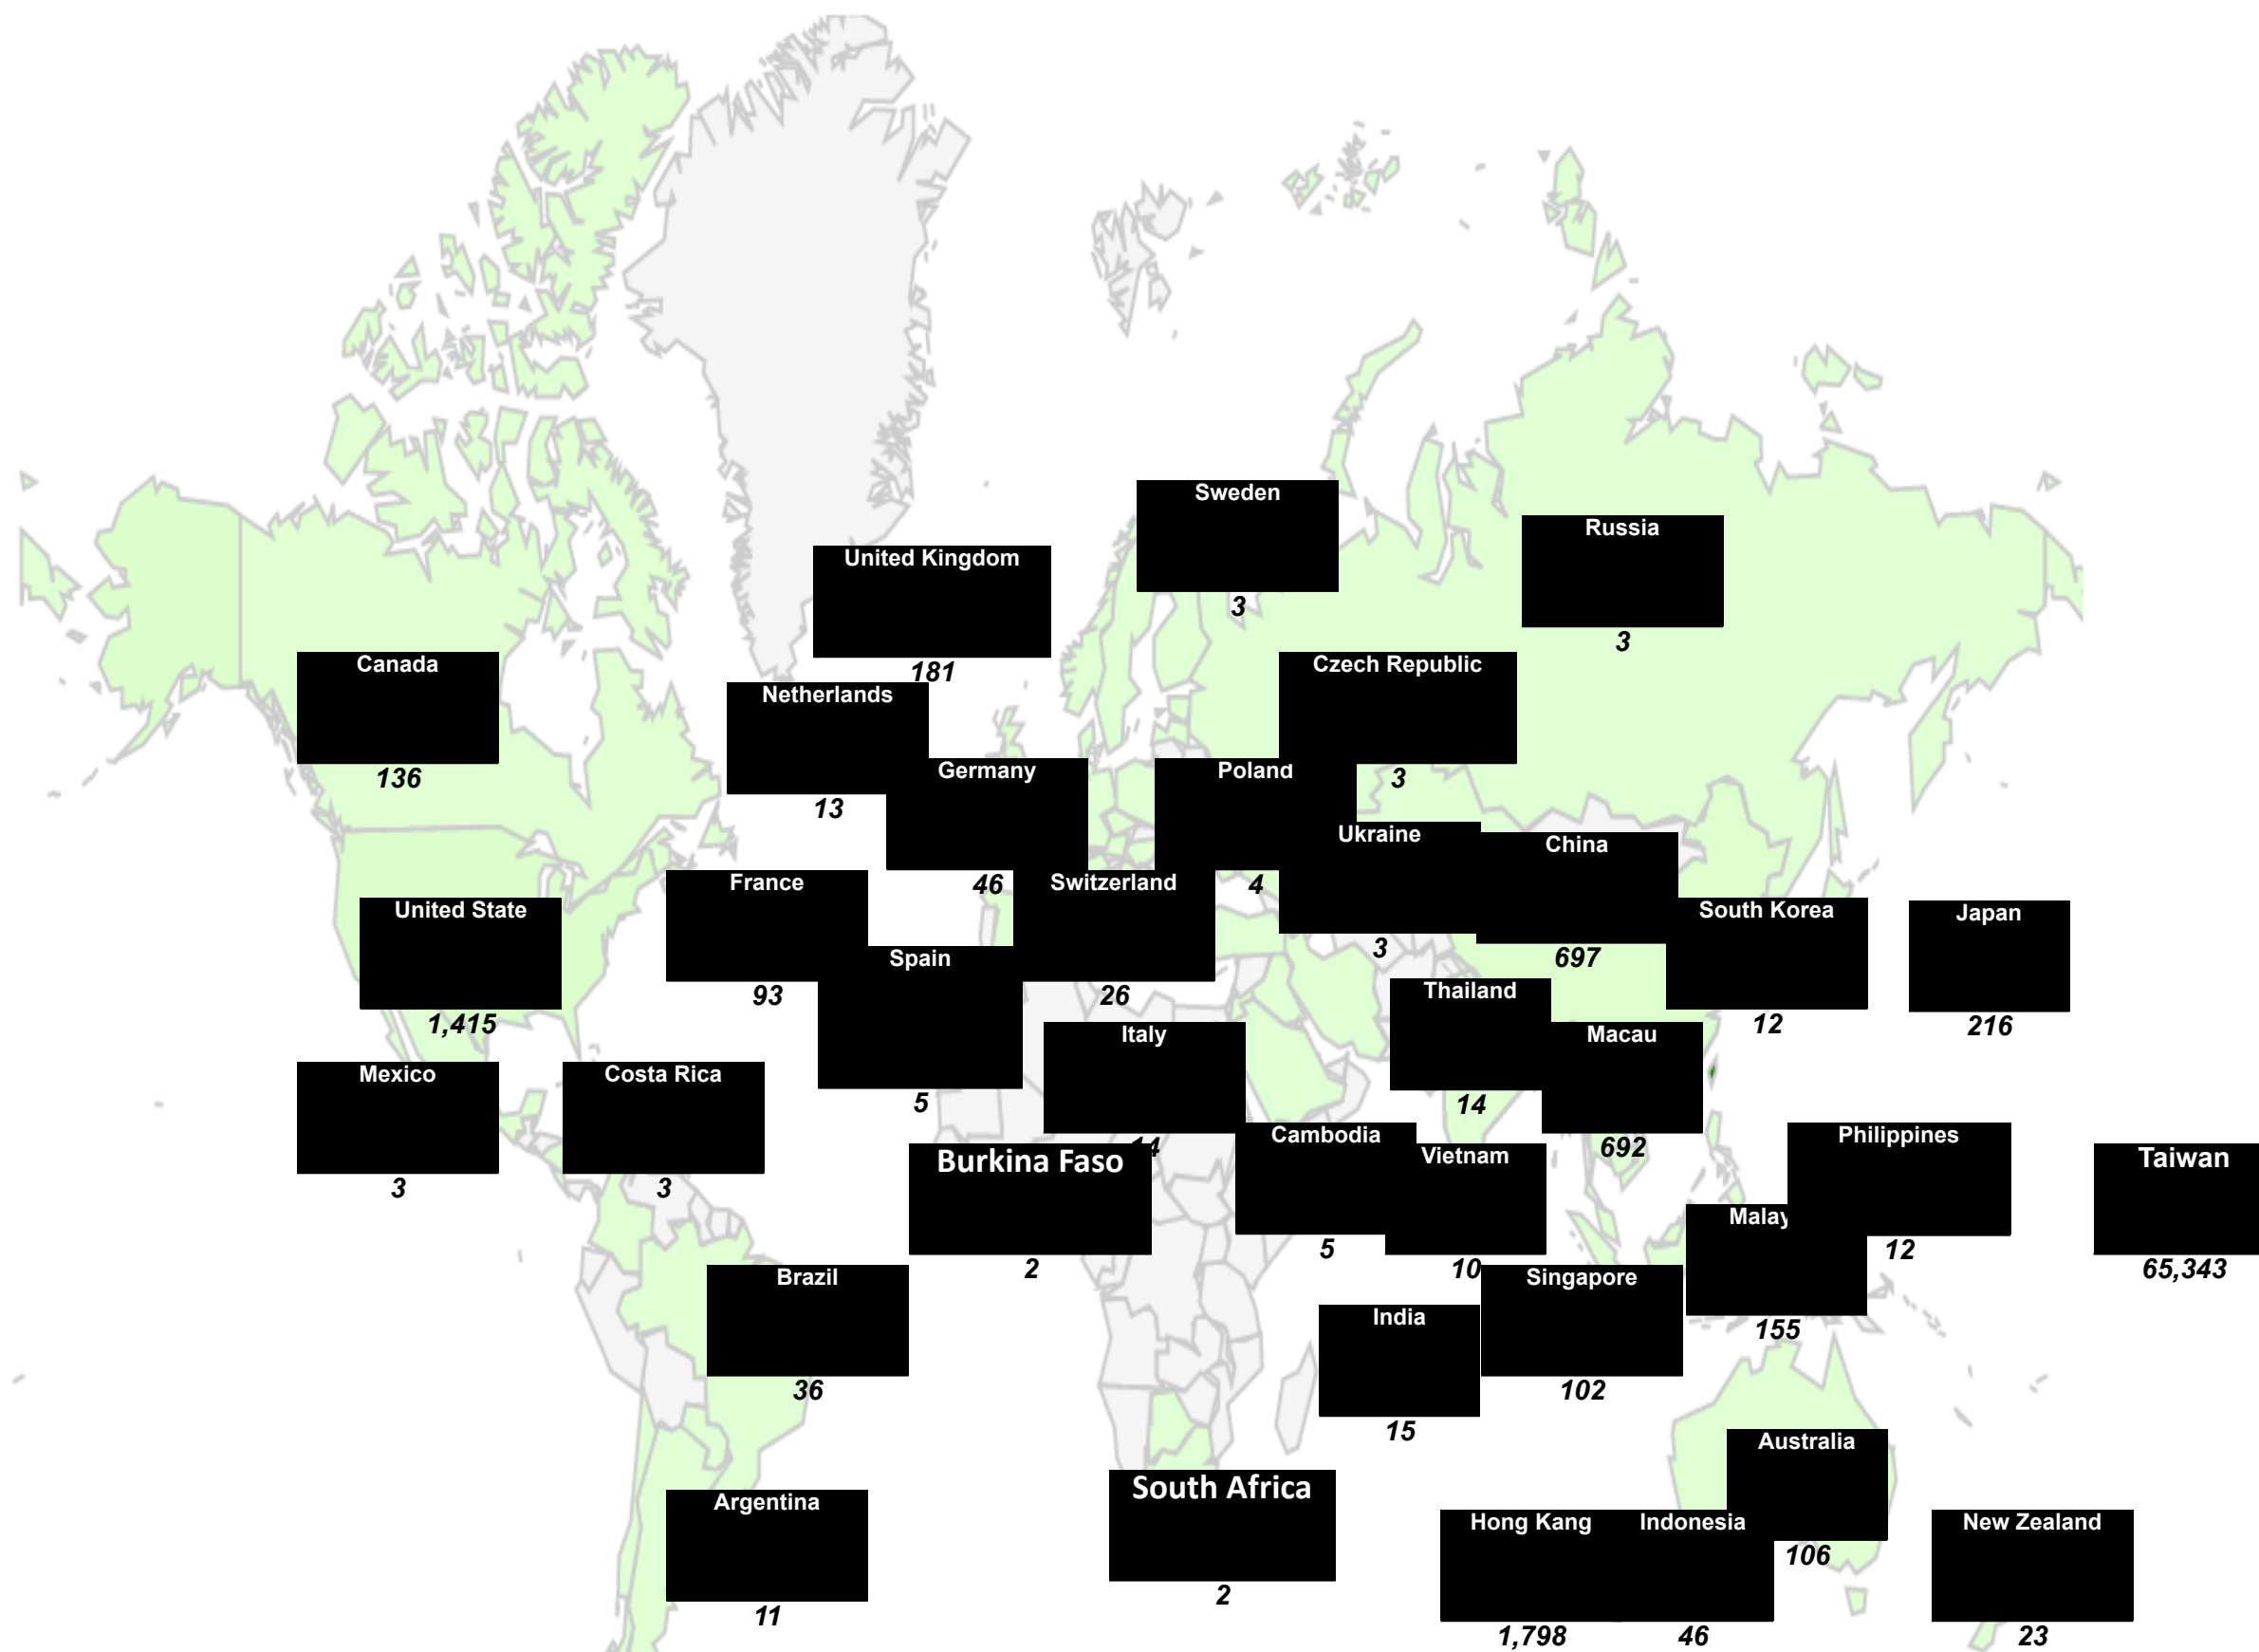 Sweden
3
Russia
3
United Kingdom
181
Canada
136
Czech Republic
3
Netherlands
13
Germany
46
Poland
4
Ukraine
3
China
697
France
93
Switzerland
26
United State
1,415
South Korea
12
Japan
216
Spain
5
Thailand
14
Italy
14
Macau
692
Mexico
3
Costa Rica
3
Cambodia
5
Philippines
12
Burkina Faso
2
Vietnam
10
Taiwan
65,343
Malay
155
Brazil
36
Singapore
102
India
15
Australia
106
South Africa
2
Argentina
11
Hong Kang
1,798
Indonesia
46
New Zealand
23